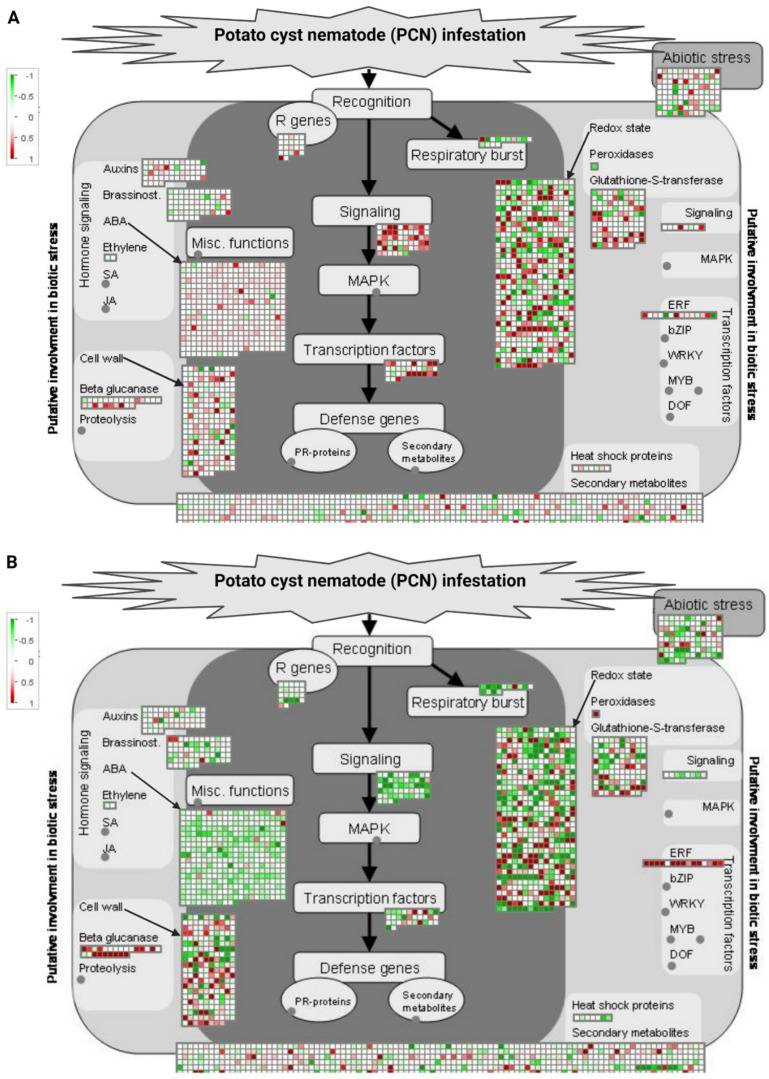 A
Potato cyst nematode (PCN) infestation
Abiotic stress
-1
-0.5
0
0.5
1
Recognition
R genes
Respiratory burst
Redox state
Peroxidases
Glutathione-S-transferase
Auxins
Brassinost.
ABA
Ethylene
SA
JA
Hormone signaling
Putative involvment in biotic stress
Misc. functions
Signaling
MAPK
Transcription factors
Defense genes
PR-proteins
Secondary
metabolites
Cell wall
Beta glucanase
Proteolysis
Signaling
MAPK
ERF
bZIP
WRKY
MYB
DOF
Transcription factors
Putative involvment in biotic stress
Heat shock proteins
Secondary metabolites
B
Potato cyst nematode (PCN) infestation
Abiotic stress
-1
-0.5
0
0.5
1
Recognition
R genes
Respiratory burst
Redox state
Peroxidases
Glutathione-S-transferase
Auxins
Brassinost.
ABA
Ethylene
SA
JA
Hormone signaling
Putative involvment in biotic stress
Misc. functions
Signaling
MAPK
Transcription factors
Defense genes
PR-proteins
Secondary
metabolites
Cell wall
Beta glucanase
Proteolysis
Signaling
MAPK
ERF
bZIP
WRKY
MYB
DOF
Transcription factors
Putative involvment in biotic stress
Heat shock proteins
Secondary metabolites